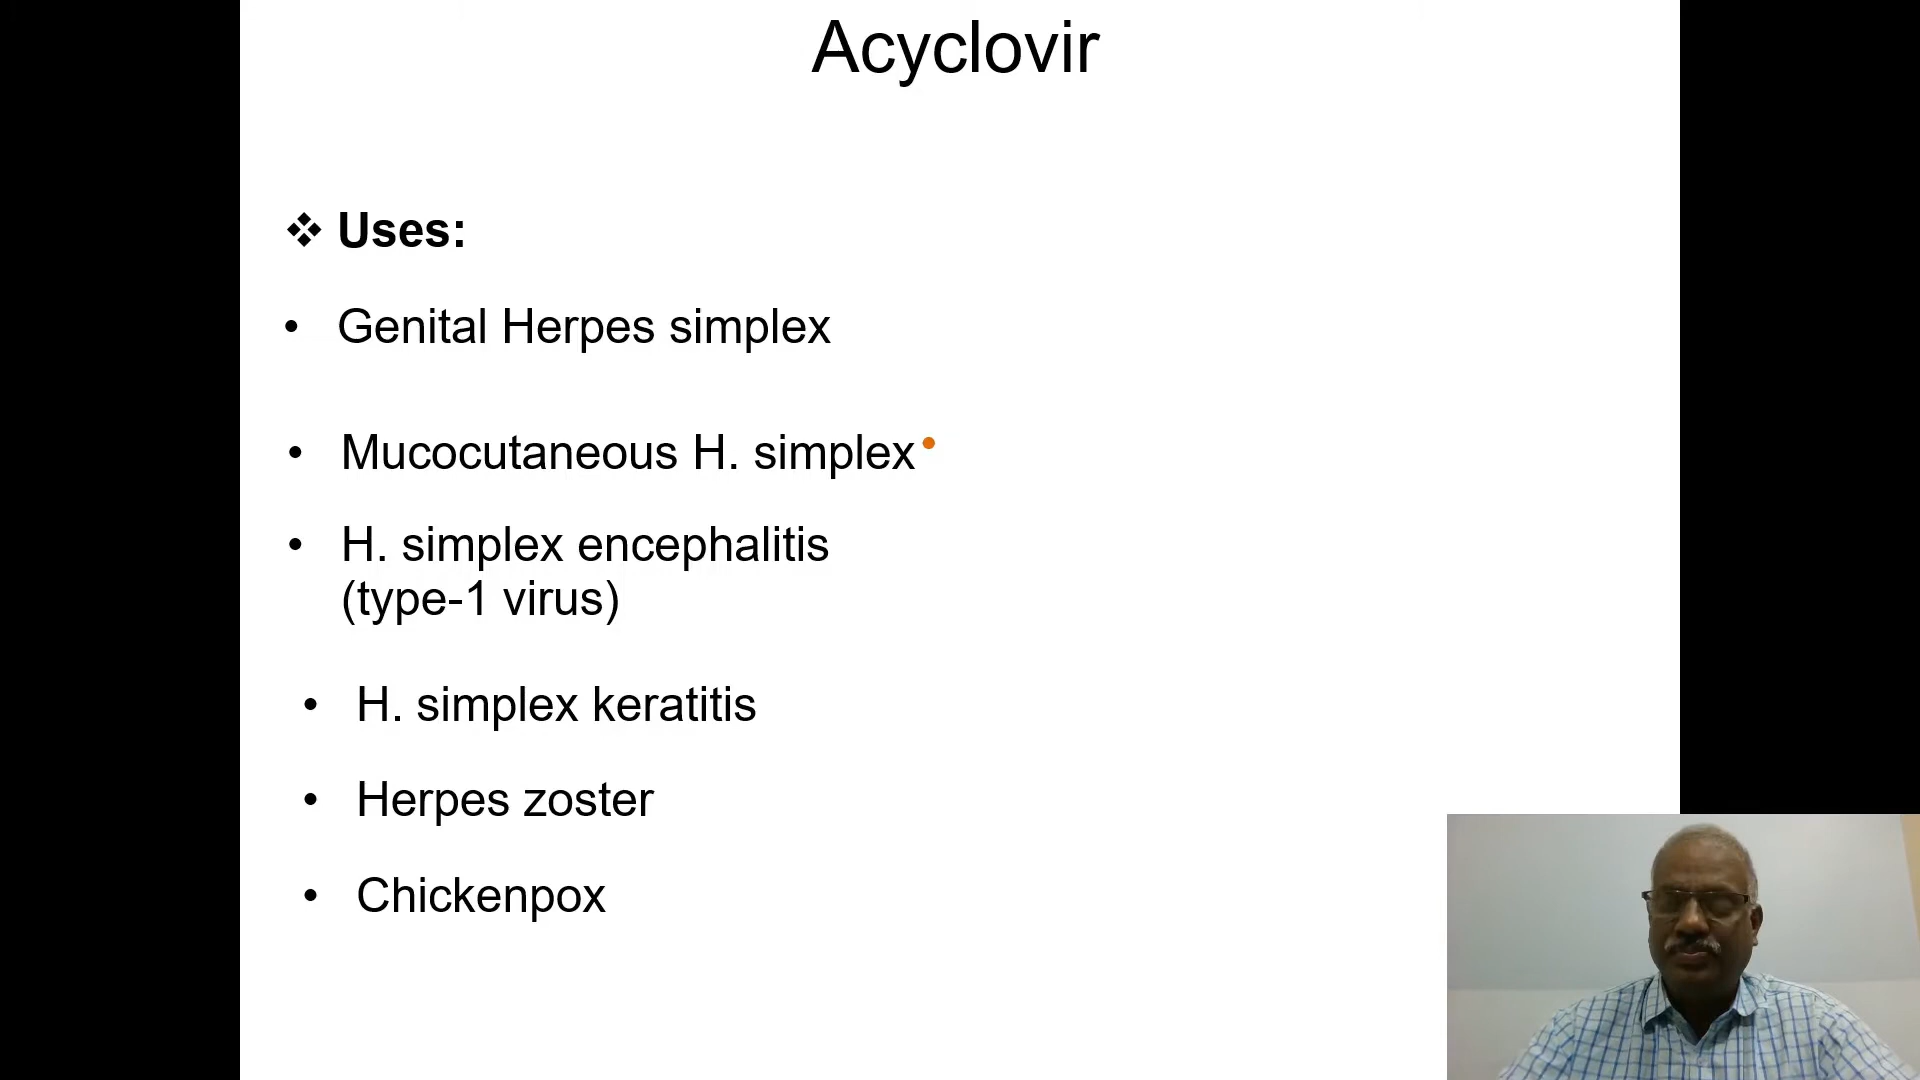 Acyclovir
❖ Uses:
• Genital Herpes simplex
• Mucocutaneous H. simplex
• H. simplex encephalitis
(type-1 virus)
• H. simplex keratitis
• Herpes zoster
• Chickenpox